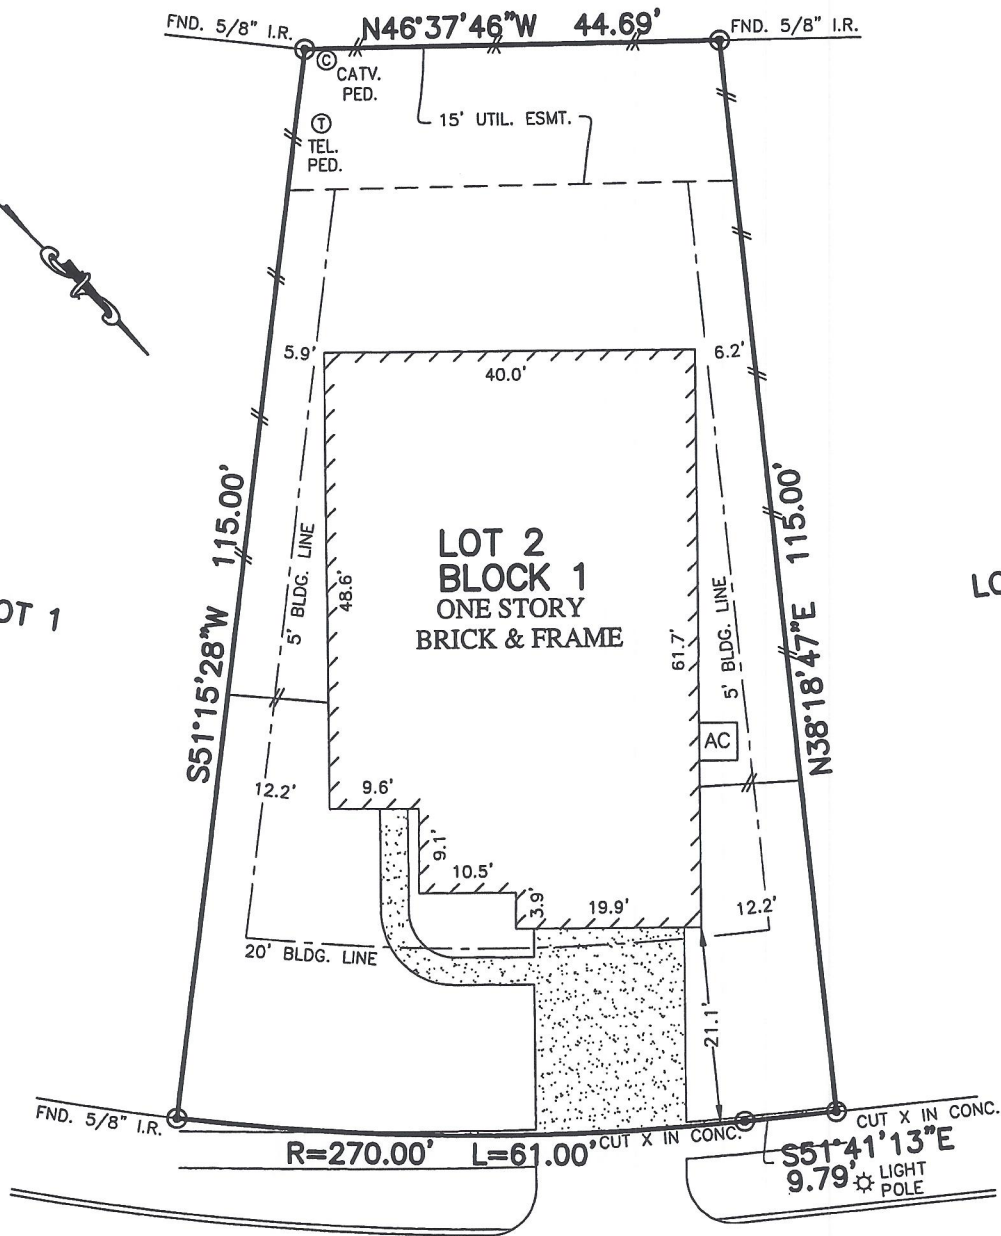 FND. 5/8" I.R.
N46°37'46"W 44.69'
FND. 5/8" I.R.
C
CATV.
PED.
15' UTIL. ESMT.
T
TEL.
PED.
5.9'
6.2'
40.0'
115.00'
S51°15'28"W
5' BLDG. LINE
48.6'
LOT 2
BLOCK 1
ONE STORY
BRICK & FRAME
61.7'
5' BLDG. LINE
115.00'
N38°18'47"E
OT 1
LO
AC
12.2'
9.6'
9.1'
10.5'
3.9'
19.9'
12.2'
20' BLDG. LINE
21.1'
FND. 5/8" I.R.
R=270.00' L=61.00'
CUT X IN CONC.
CUT X IN CONC.
S51°41'13"E
9.79'
LIGHT
POLE